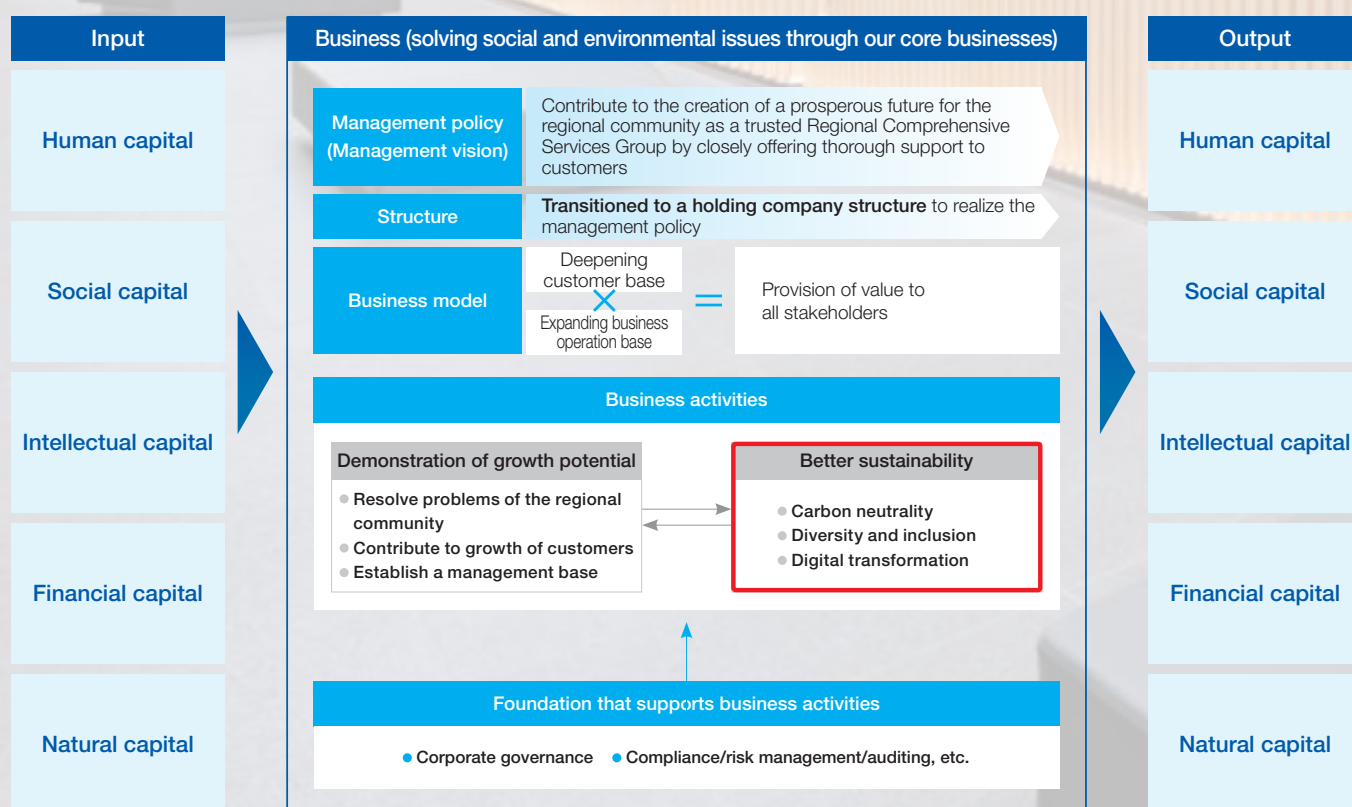 Input
Human capital
Social capital
Intellectual capital
Financial capital
Natural capital
Business (solving social and environmental issues through our core businesses)
Management policy
(Management vision)
Contribute to the creation of a prosperous future for the
regional community as a trusted Regional Comprehensive
Services Group by closely offering thorough support to
customers
Structure
Transitioned to a holding company structure to realize the
management policy
Business model
Deepening
customer base
×
Expanding business
operation base
=
Provision of value to
all stakeholders
Business activities
Demonstration of growth potential
● Resolve problems of the regional
community
● Contribute to growth of customers
● Establish a management base
Better sustainability
● Carbon neutrality
● Diversity and inclusion
● Digital transformation
Foundation that supports business activities
● Corporate governance ● Compliance/risk management/auditing, etc.
Output
Human capital
Social capital
Intellectual capital
Financial capital
Natural capital